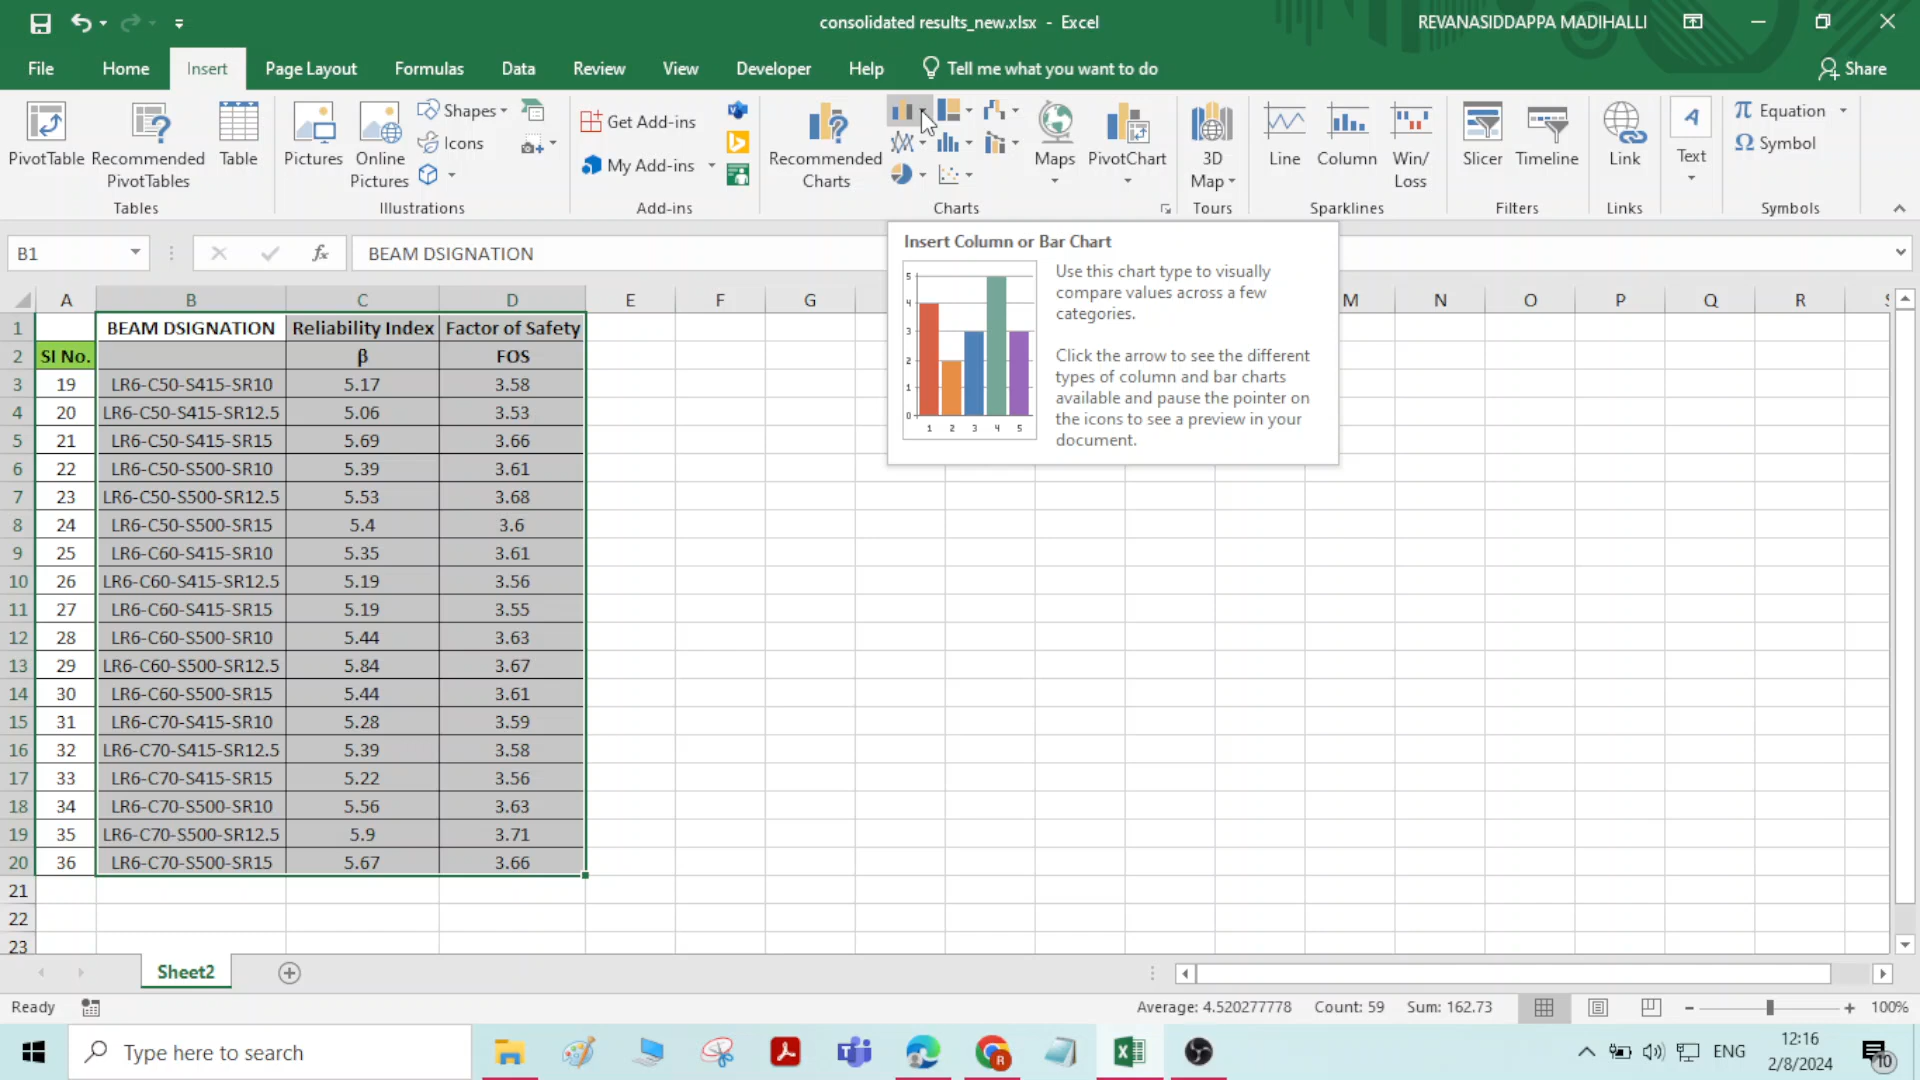 consolidated results_new.xlsx - Excel
REVANASIDDAPPA MADIHALLI
File Home Insert Page Layout Formulas Data Review View Developer Help Tell me what you want to do Share
PivotTable
Recommended PivotTables
Table
Tables
Pictures
Online Pictures
Shapes
Icons
Illustrations
Get Add-ins
My Add-ins
Add-ins
Recommended Charts
Maps
PivotChart
Charts
3D Map
Tours
Line
Column
Win/Loss
Sparklines
Slicer
Timeline
Filters
Link
Links
A
Text
π Equation
Ω Symbol
Symbols
B1 fx BEAM DSIGNATION
Insert Column or Bar Chart
Use this chart type to visually
compare values across a few
categories.
Click the arrow to see the different
types of column and bar charts
available and pause the pointer on
the icons to see a preview in your
document.
5
4
3
2
1
0
1 2 3 4 5
A B C D E F G M N O P Q R
1 BEAM DSIGNATION Reliability Index Factor of Safety
2 Sl No. β FOS
3 19 LR6-C50-S415-SR10 5.17 3.58
4 20 LR6-C50-S415-SR12.5 5.06 3.53
5 21 LR6-C50-S415-SR15 5.69 3.66
6 22 LR6-C50-S500-SR10 5.39 3.61
7 23 LR6-C50-S500-SR12.5 5.53 3.68
8 24 LR6-C50-S500-SR15 5.4 3.6
9 25 LR6-C60-S415-SR10 5.35 3.61
10 26 LR6-C60-S415-SR12.5 5.19 3.56
11 27 LR6-C60-S415-SR15 5.19 3.55
12 28 LR6-C60-S500-SR10 5.44 3.63
13 29 LR6-C60-S500-SR12.5 5.84 3.67
14 30 LR6-C60-S500-SR15 5.44 3.61
15 31 LR6-C70-S415-SR10 5.28 3.59
16 32 LR6-C70-S415-SR12.5 5.39 3.58
17 33 LR6-C70-S415-SR15 5.22 3.56
18 34 LR6-C70-S500-SR10 5.56 3.63
19 35 LR6-C70-S500-SR12.5 5.9 3.71
20 36 LR6-C70-S500-SR15 5.67 3.66
21
22
23
Sheet2
Ready Average: 4.520277778 Count: 59 Sum: 162.73 100%
Type here to search
ENG
12:16
2/8/2024
10